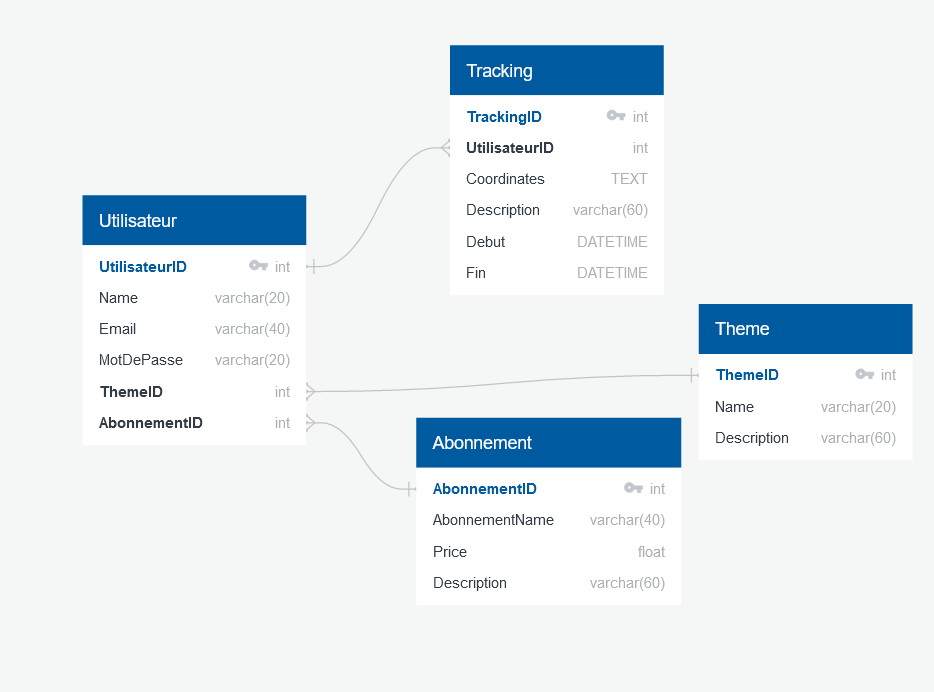 Tracking
TrackingID int
UtilisateurID int
Coordinates TEXT
Description varchar(60)
Debut DATETIME
Fin DATETIME
Utilisateur
UtilisateurID int
Name varchar(20)
Email varchar(40)
MotDePasse varchar(20)
ThemeID int
AbonnementID int
Theme
ThemeID int
Name varchar(20)
Description varchar(60)
Abonnement
AbonnementID int
AbonnementName varchar(40)
Price float
Description varchar(60)